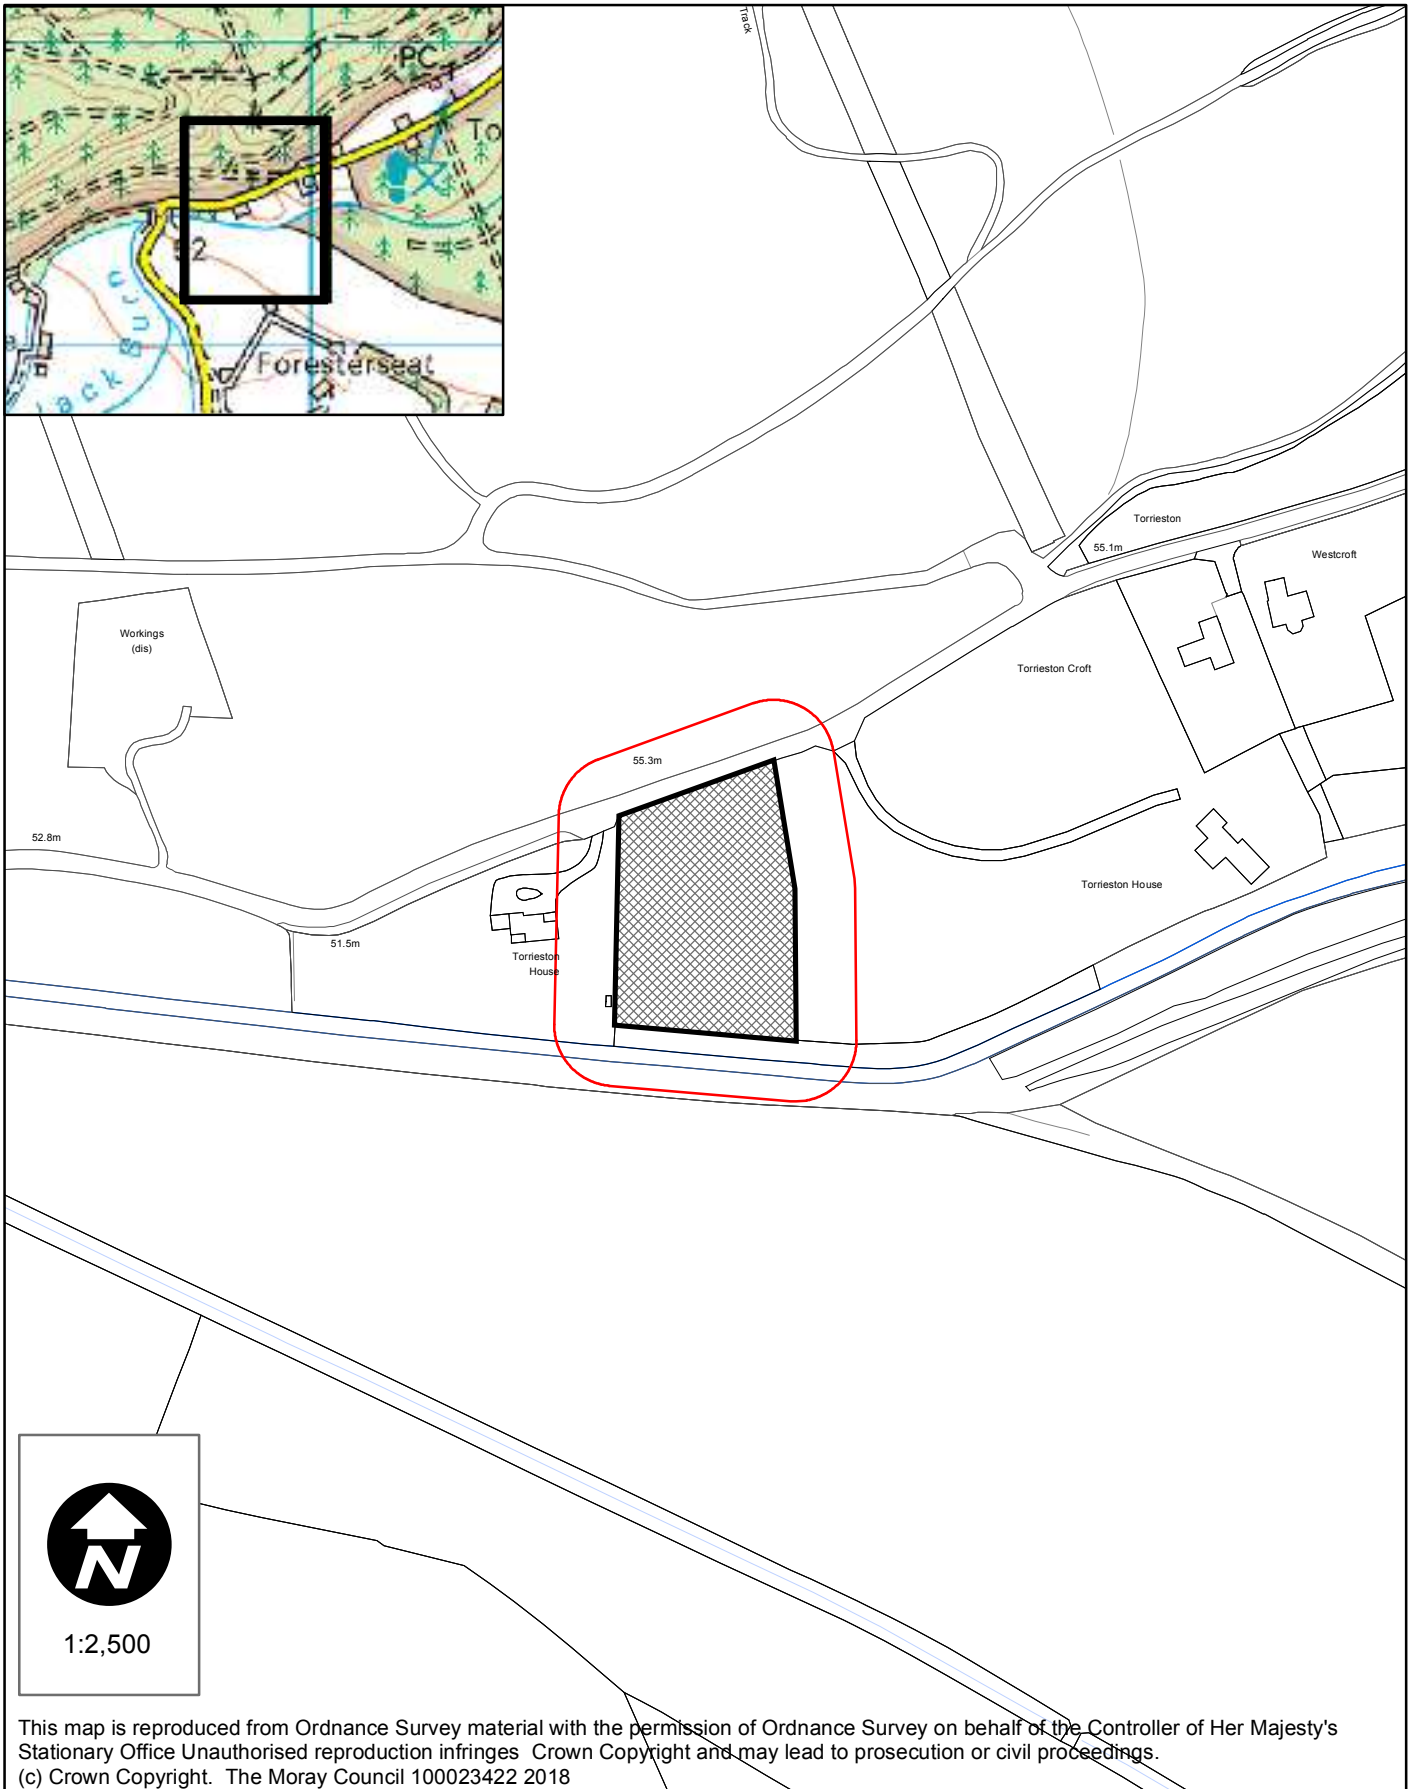 PC
To
52
Foresterseat
Track
Torrieston
55.1m
Westcroft
Workings
(dis)
Torrieston Croft
55.3m
52.8m
Torrieston House
51.5m
Torrieston
House
N
1:2,500
This map is reproduced from Ordnance Survey material with the permission of Ordnance Survey on behalf of the Controller of Her Majesty's
Stationary Office Unauthorised reproduction infringes Crown Copyright and may lead to prosecution or civil proceedings.
(c) Crown Copyright. The Moray Council 100023422 2018